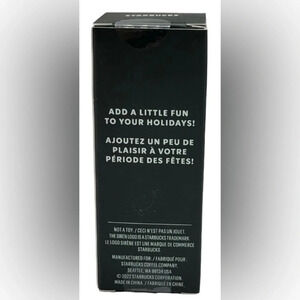 STARBUCKS
ADD A LITTLE FUN
TO YOUR HOLIDAYS!
AJOUTEZ UN PEU DE
PLAISIR À VOTRE
PÉRIODE DES FÊTES!
NOT A TOY. / CECI N'EST PAS UN JOUET.
THE SIREN LOGO IS A STARBUCKS TRADEMARK.
LE LOGO SIRÈNE EST UNE MARQUE DE COMMERCE
STARBUCKS
MANUFACTURED FOR: / FABRIQUÉ POUR:
STARBUCKS COFFEE COMPANY,
SEATTLE, WA 98134 USA
© 2022 STARBUCKS CORPORATION.
MADE IN CHINA. / FABRIQUÉ EN CHINE.